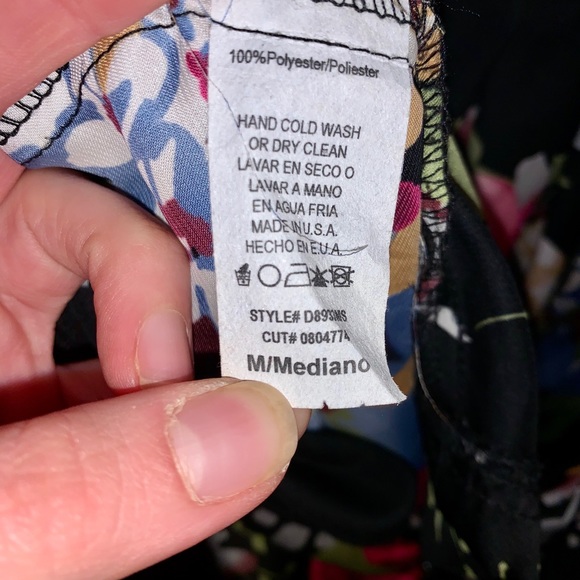 100%Polyester/Poliester
HAND COLD WASH
OR DRY CLEAN
LAVAR EN SECO O
LAVAR A MANO
EN AGUA FRIA
MADE IN U.S.A.
HECHO EN E.U.A.
STYLE#
CUT# 0804774
M/Mediano